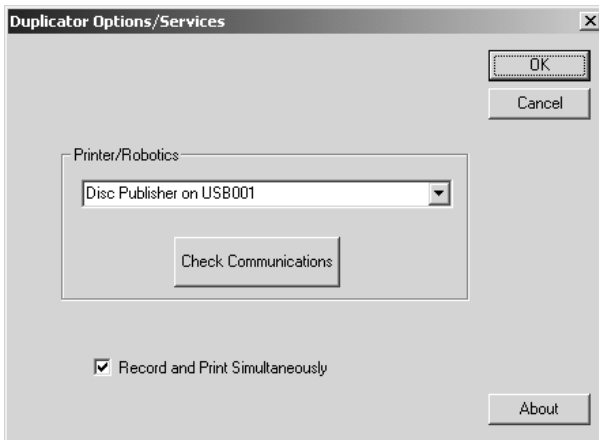 Duplicator Options/Services
OK
Cancel
Printer/Robotics
Disc Publisher on USB001
Check Communications
Record and Print Simultaneously
About